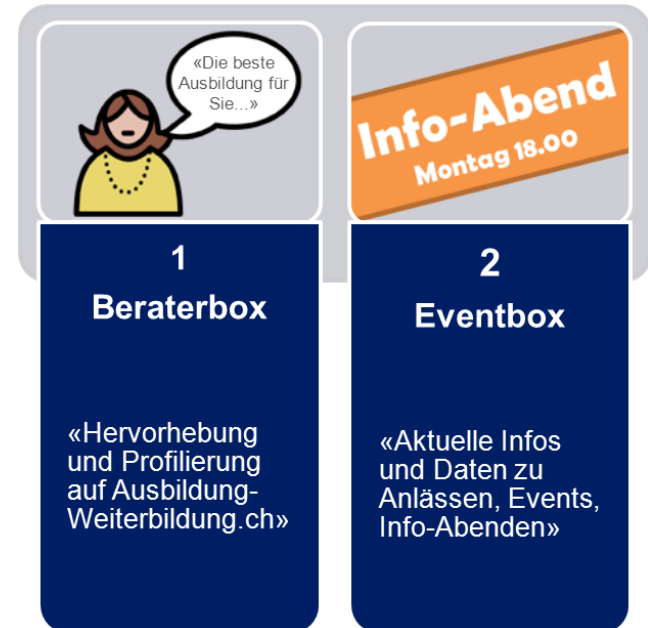 «Die beste
Ausbildung für
Sie...»
Info-Abend
Montag 18.00
1
Beraterbox
«Hervorhebung
und Profilierung
auf Ausbildung-
Weiterbildung.ch»
2
Eventbox
«Aktuelle Infos
und Daten zu
Anlässen, Events,
Info-Abenden»